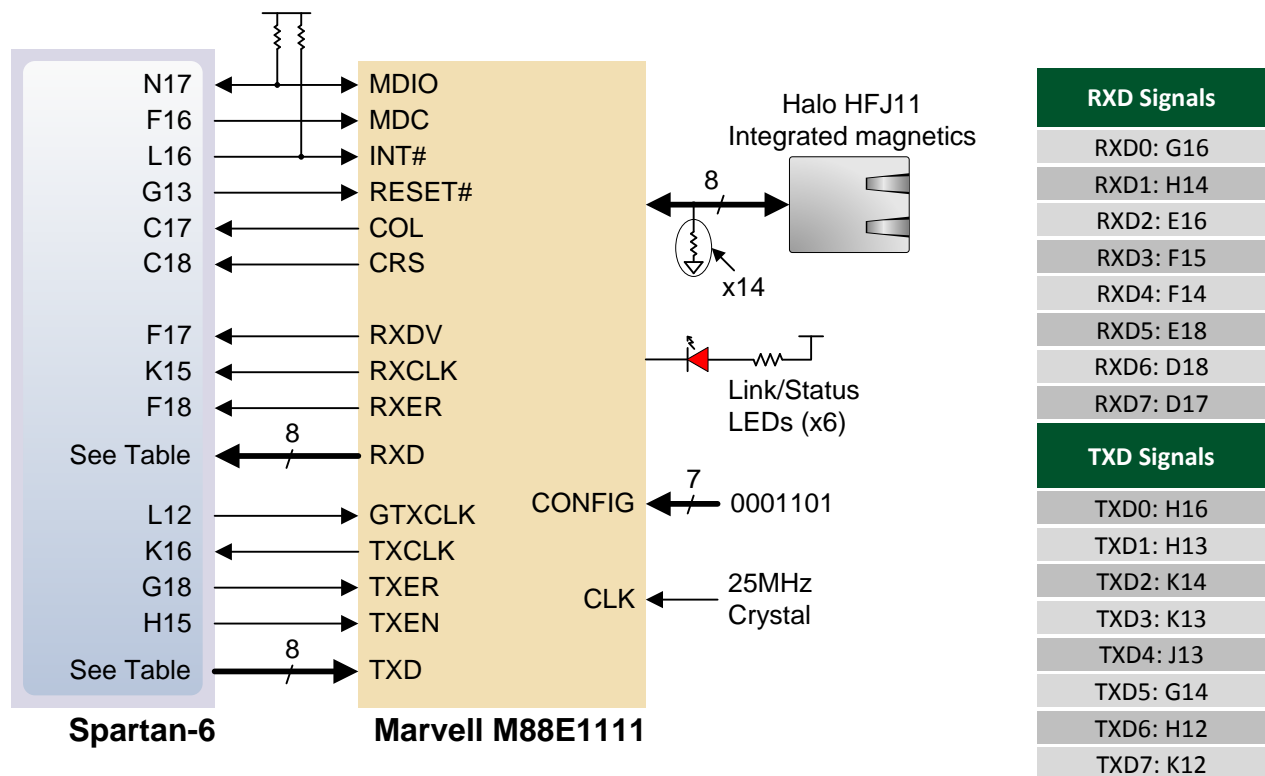 N17 MDIO
F16 MDC
L16 INT#
G13 RESET#
C17 COL
C18 CRS
F17 RXDV
K15 RXCLK
F18 RXER
See Table 8 RXD
L12 GTXCLK
K16 TXCLK
G18 TXER
H15 TXEN
See Table 8 TXD
Spartan-6
Marvell M88E1111
Halo HFJ11
Integrated magnetics
8
x14
Link/Status
LEDs (x6)
CONFIG 7 0001101
CLK 25MHz
Crystal
RXD Signals
RXD0: G16
RXD1: H14
RXD2: E16
RXD3: F15
RXD4: F14
RXD5: E18
RXD6: D18
RXD7: D17
TXD Signals
TXD0: H16
TXD1: H13
TXD2: K14
TXD3: K13
TXD4: J13
TXD5: G14
TXD6: H12
TXD7: K12